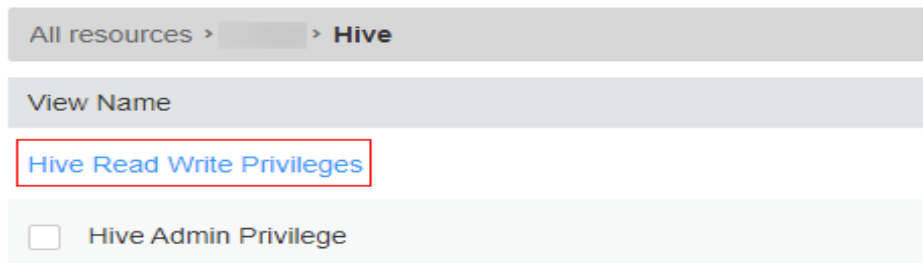 All resources > > Hive
View Name
Hive Read Write Privileges
Hive Admin Privilege